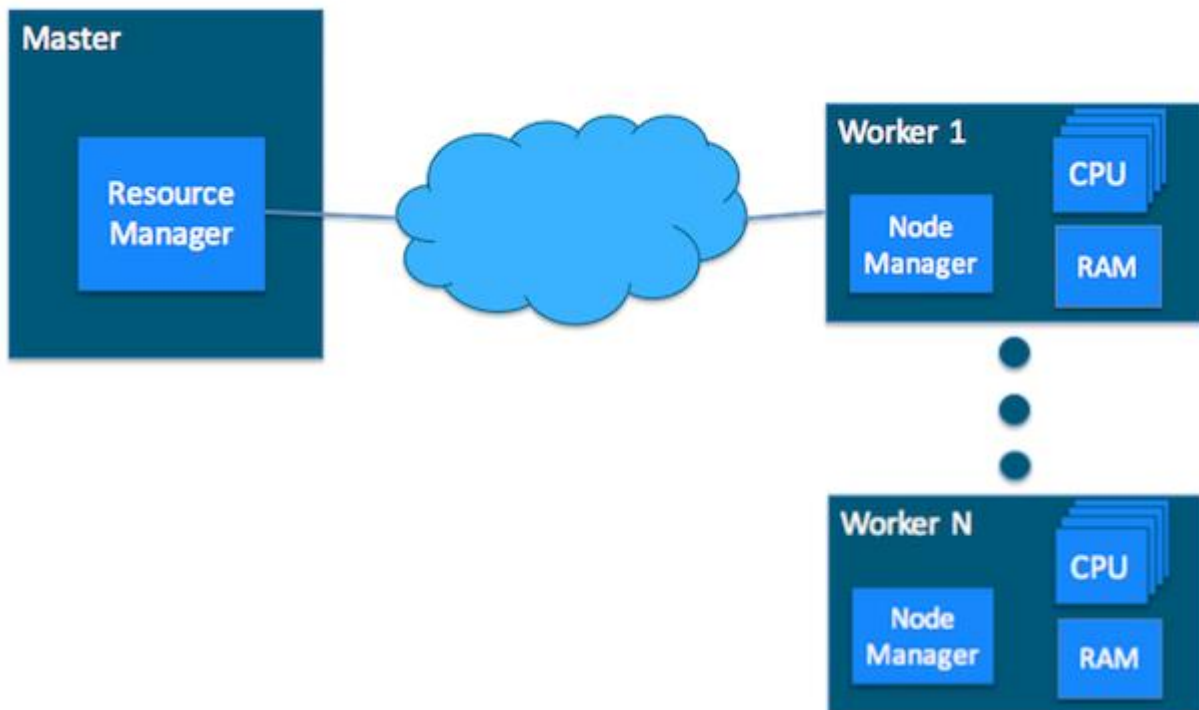 Master
Resource
Manager
Worker 1
CPU
Node
Manager
RAM
Worker N
CPU
Node
Manager
RAM